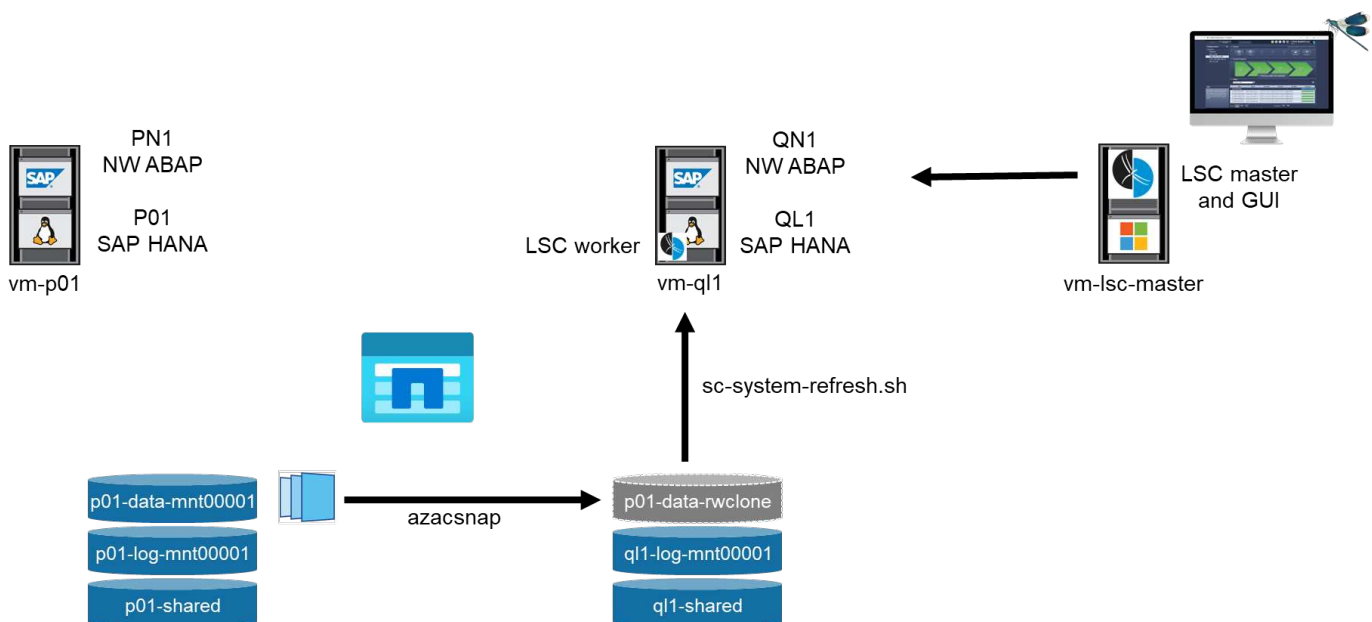 PN1
NW ABAP
SAP
P01
SAP HANA
vm-p01
QN1
NW ABAP
SAP
LSC worker
QL1
SAP HANA
vm-ql1
LSC master
and GUI
vm-lsc-master
sc-system-refresh.sh
p01-data-mnt00001
azacsnap
p01-data-rwclone
p01-log-mnt00001
ql1-log-mnt00001
p01-shared
ql1-shared